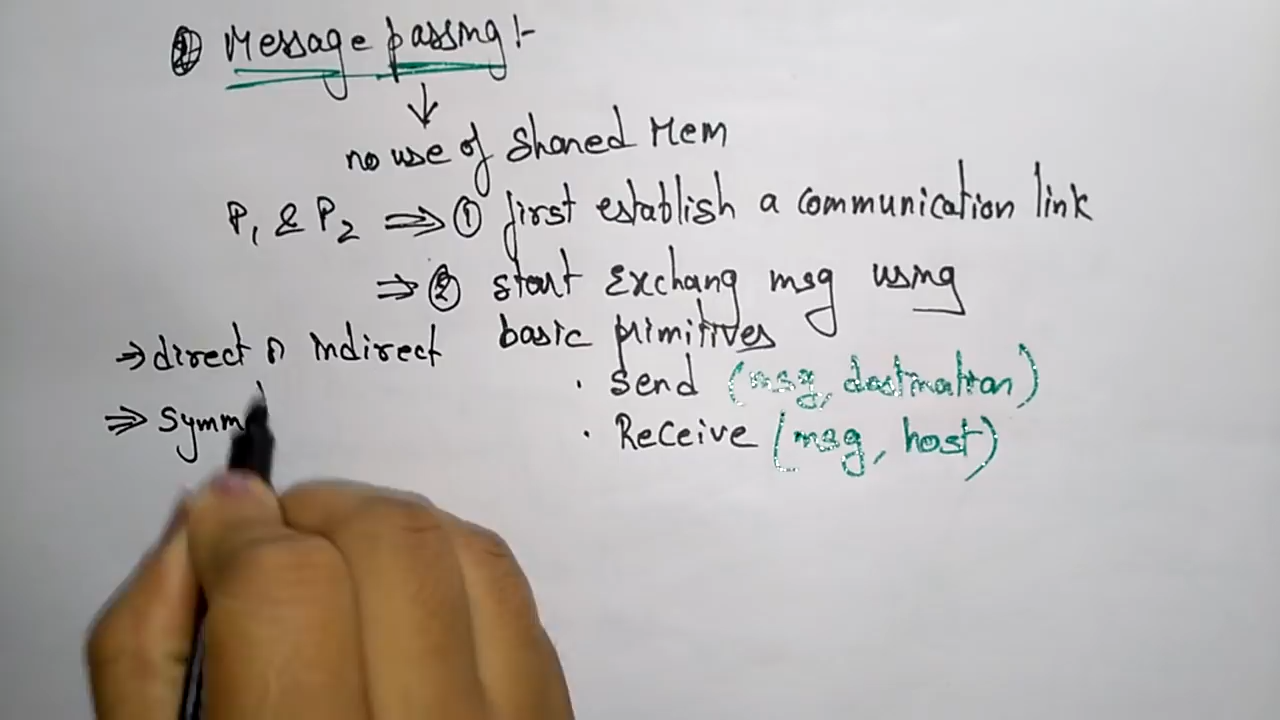 ② Message passing :-
no use of Shared Mem
P1 & P2 ⇒ ① first establish a communication link
⇒ ② start Exchang msg using
basic primitives
→ direct or indirect
· Send (msg, destination)
⇒ Symm
· Receive (msg, host)